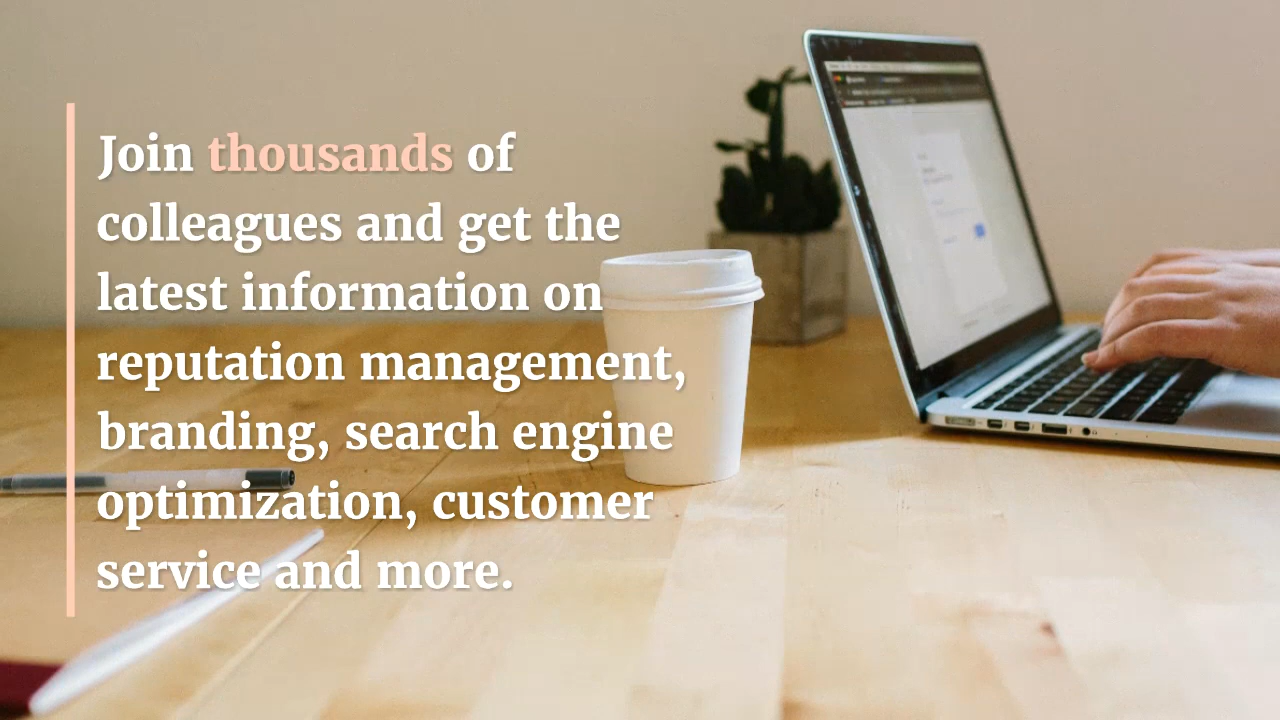 Join thousands of
colleagues and get the
latest information on
reputation management,
branding, search engine
optimization, customer
service and more.